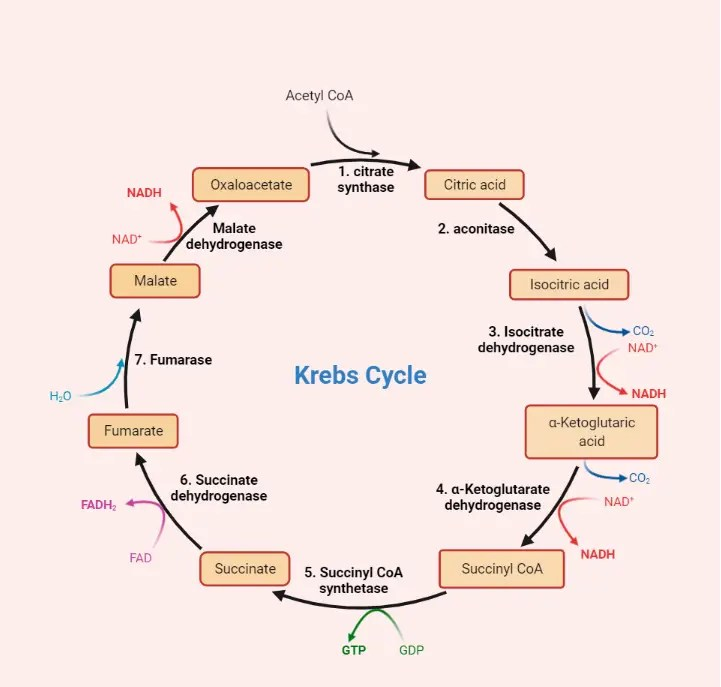 Acetyl CoA
1. citrate
synthase
Oxaloacetate
Citric acid
NADH
NAD⁺
Malate
dehydrogenase
2. aconitase
Malate
Isocitric acid
3. Isocitrate
dehydrogenase
CO₂
NAD⁺
NADH
7. Fumarase
Krebs Cycle
H₂O
Fumarate
α-Ketoglutaric
acid
6. Succinate
dehydrogenase
4. α-Ketoglutarate
dehydrogenase
CO₂
NAD⁺
NADH
FADH₂
FAD
Succinate
5. Succinyl CoA
synthetase
Succinyl CoA
GTP
GDP